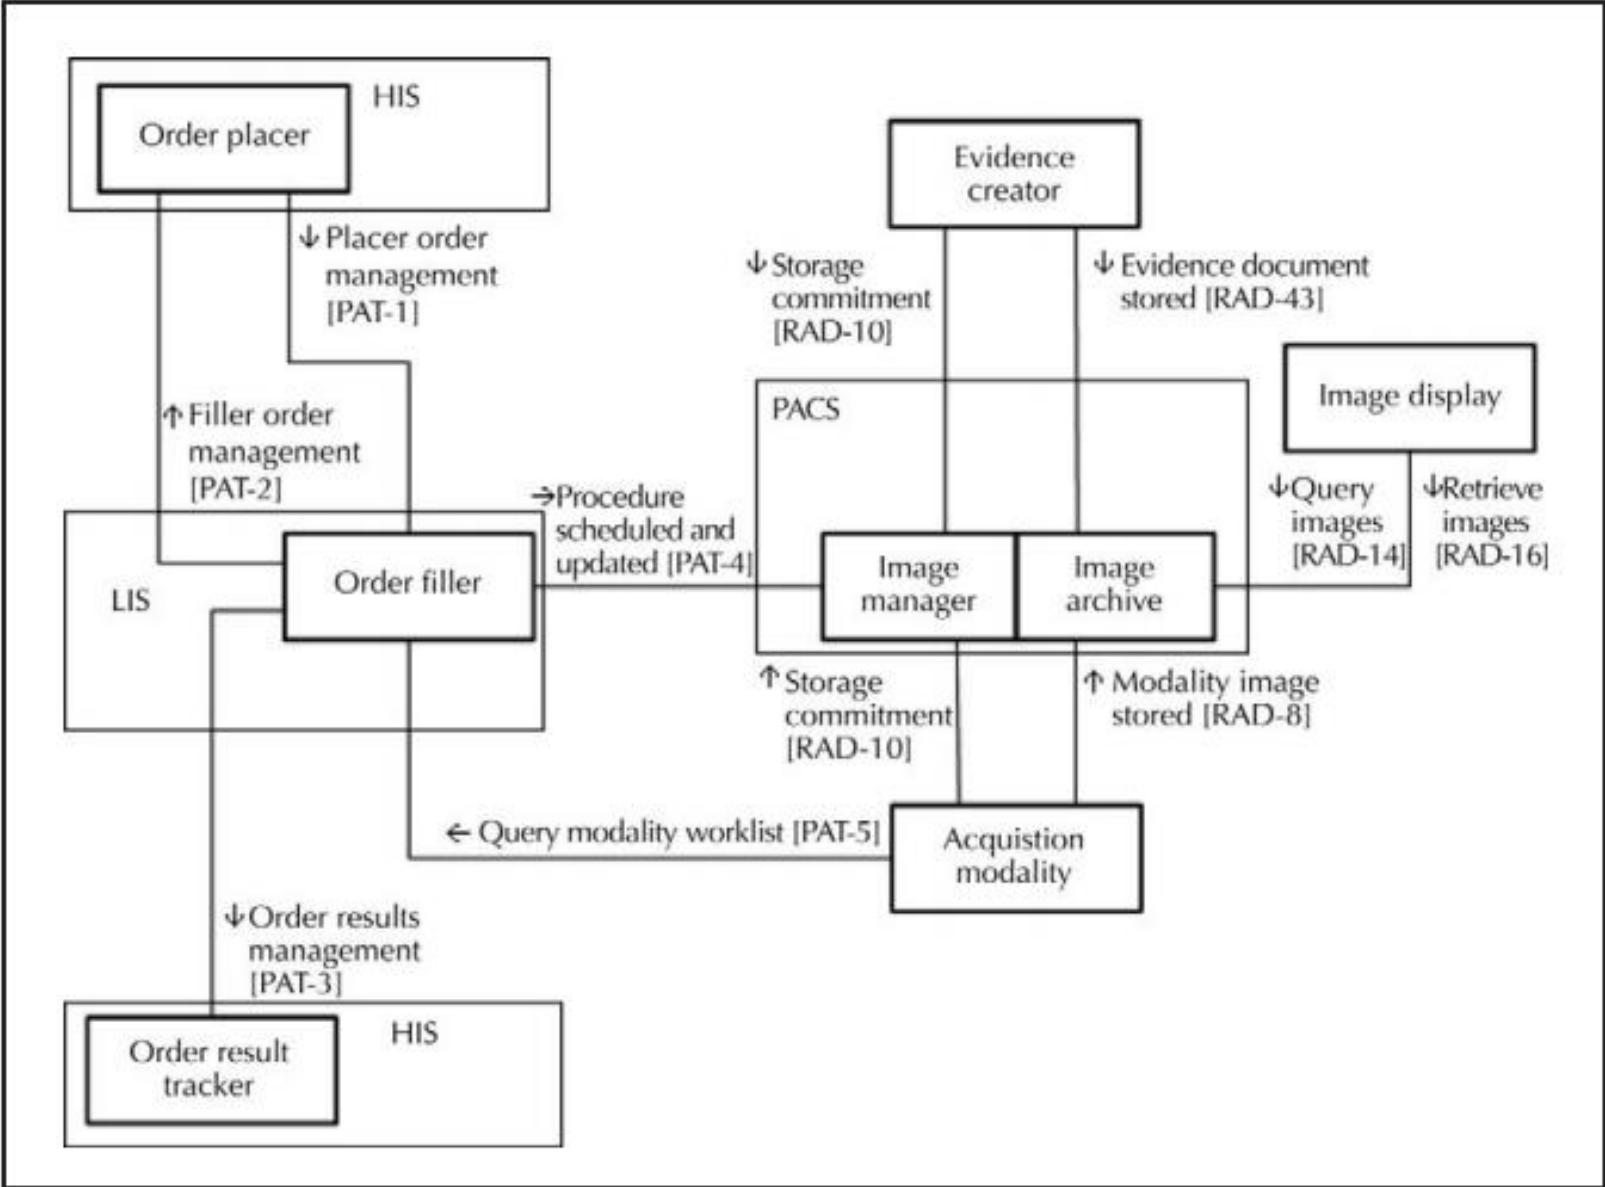 HIS
Order placer
↓ Placer order
management
[PAT-1]
↑ Filler order
management
[PAT-2]
LIS
Order filler
→Procedure
scheduled and
updated [PAT-4]
Evidence
creator
↓ Storage
commitment
[RAD-10]
↓ Evidence document
stored [RAD-43]
PACS
Image
manager
Image
archive
Image display
↓Query
images
[RAD-14]
↓Retrieve
images
[RAD-16]
↑ Storage
commitment
[RAD-10]
↑ Modality image
stored [RAD-8]
← Query modality worklist [PAT-5]
Acquistion
modality
↓Order results
management
[PAT-3]
HIS
Order result
tracker